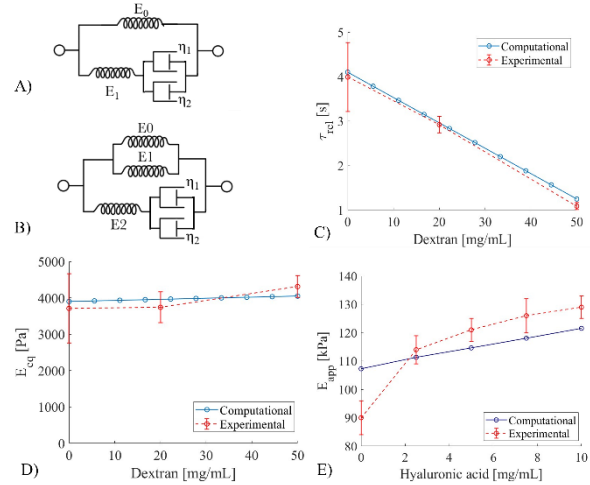 E0
η1
E1
η2
A)
E0
E1
η1
E2
η2
B)
5
4
3
2
1
τrel [s]
Computational
Experimental
0 10 20 30 40 50
Dextran [mg/mL]
C)
5000
4000
3000
2000
1000
0
Eeq
[Pa]
Computational
Experimental
0 10 20 30 40 50
Dextran [mg/mL]
D)
140
130
120
110
100
90
80
Eapp [kPa]
Computational
Experimental
0 2 4 6 8 10
Hyaluronic acid [mg/mL]
E)